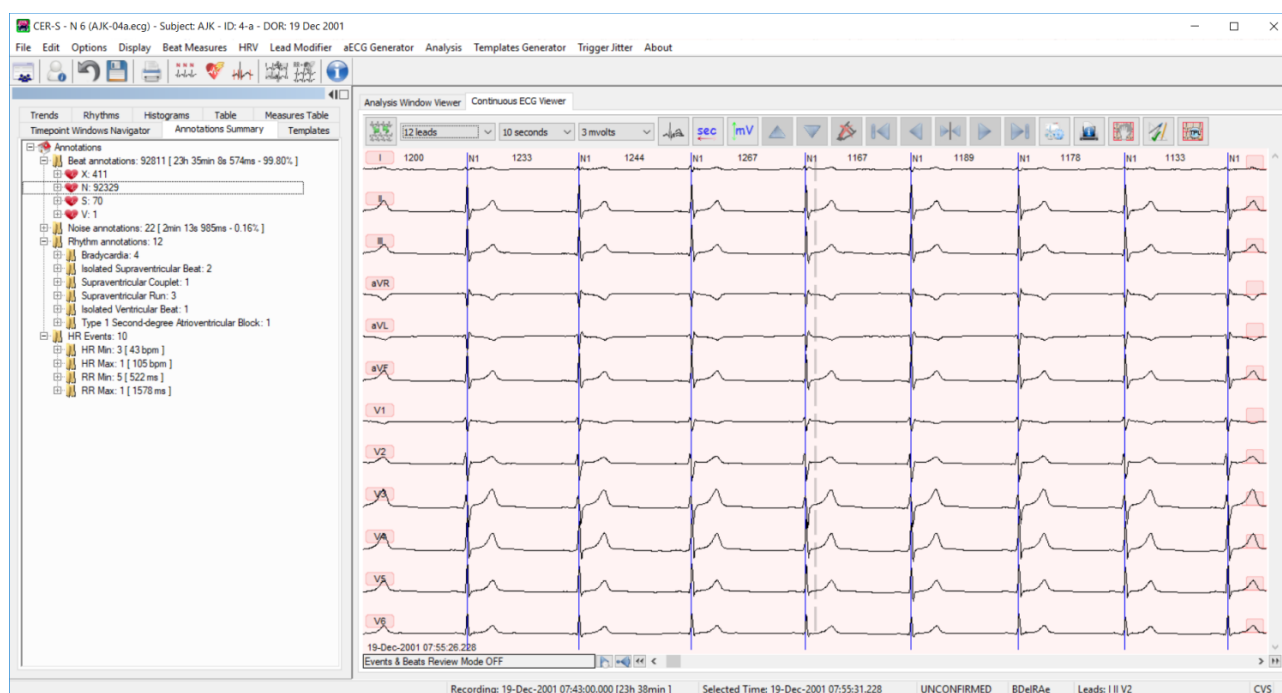 CER-S - N 6 (AJK-04a.ecg) - Subject: AJK - ID: 4-a - DOR: 19 Dec 2001
File Edit Options Display Beat Measures HRV Lead Modifier aECG Generator Analysis Templates Generator Trigger Jitter About
Trends Rhythms Histograms Table Measures Table
Timepoint Windows Navigator Annotations Summary Templates
Annotations
Beat annotations: 92811 [ 23h 35min 8s 574ms - 99.80% ]
X: 411
N: 92329
S: 70
V: 1
Noise annotations: 22 [ 2min 13s 985ms - 0.16% ]
Rhythm annotations: 12
Bradycardia: 4
Isolated Supraventricular Beat: 2
Supraventricular Couplet: 1
Supraventricular Run: 3
Isolated Ventricular Beat: 1
Type 1 Second-degree Atrioventricular Block: 1
HR Events: 10
HR Min: 3 [ 43 bpm ]
HR Max: 1 [ 105 bpm ]
RR Min: 5 [ 522 ms ]
RR Max: 1 [ 1578 ms ]
Analysis Window Viewer Continuous ECG Viewer
12 leads 10 seconds 3 mvolts sec mV
I 1200 N1 1233 N1 1244 N1 1267 N1 1167 N1 1189 N1 1178 N1 1133 N1
II
III
aVR
aVL
aVF
V1
V2
V3
V4
V5
V6
19-Dec-2001 07:55:26.228
Events & Beats Review Mode OFF
Recording: 19-Dec-2001 07:43:00.000 [23h 38min ] Selected Time: 19-Dec-2001 07:55:31.228 UNCONFIRMED BDelRAe Leads: I II V2 CVS